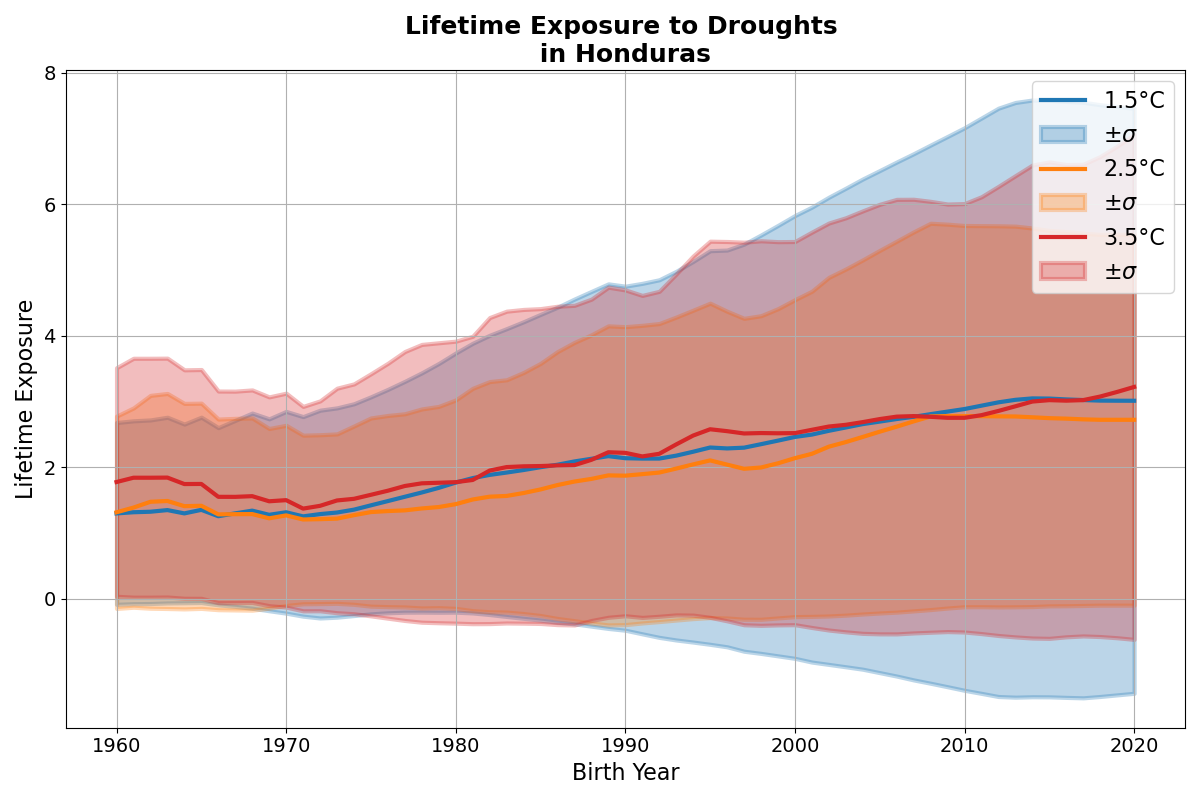 Lifetime Exposure to Droughts
in Honduras
8
6
4
2
0
Lifetime Exposure
1960
1970
1980
1990
2000
2010
2020
Birth Year
1.5°C
±σ
2.5°C
±σ
3.5°C
±σ